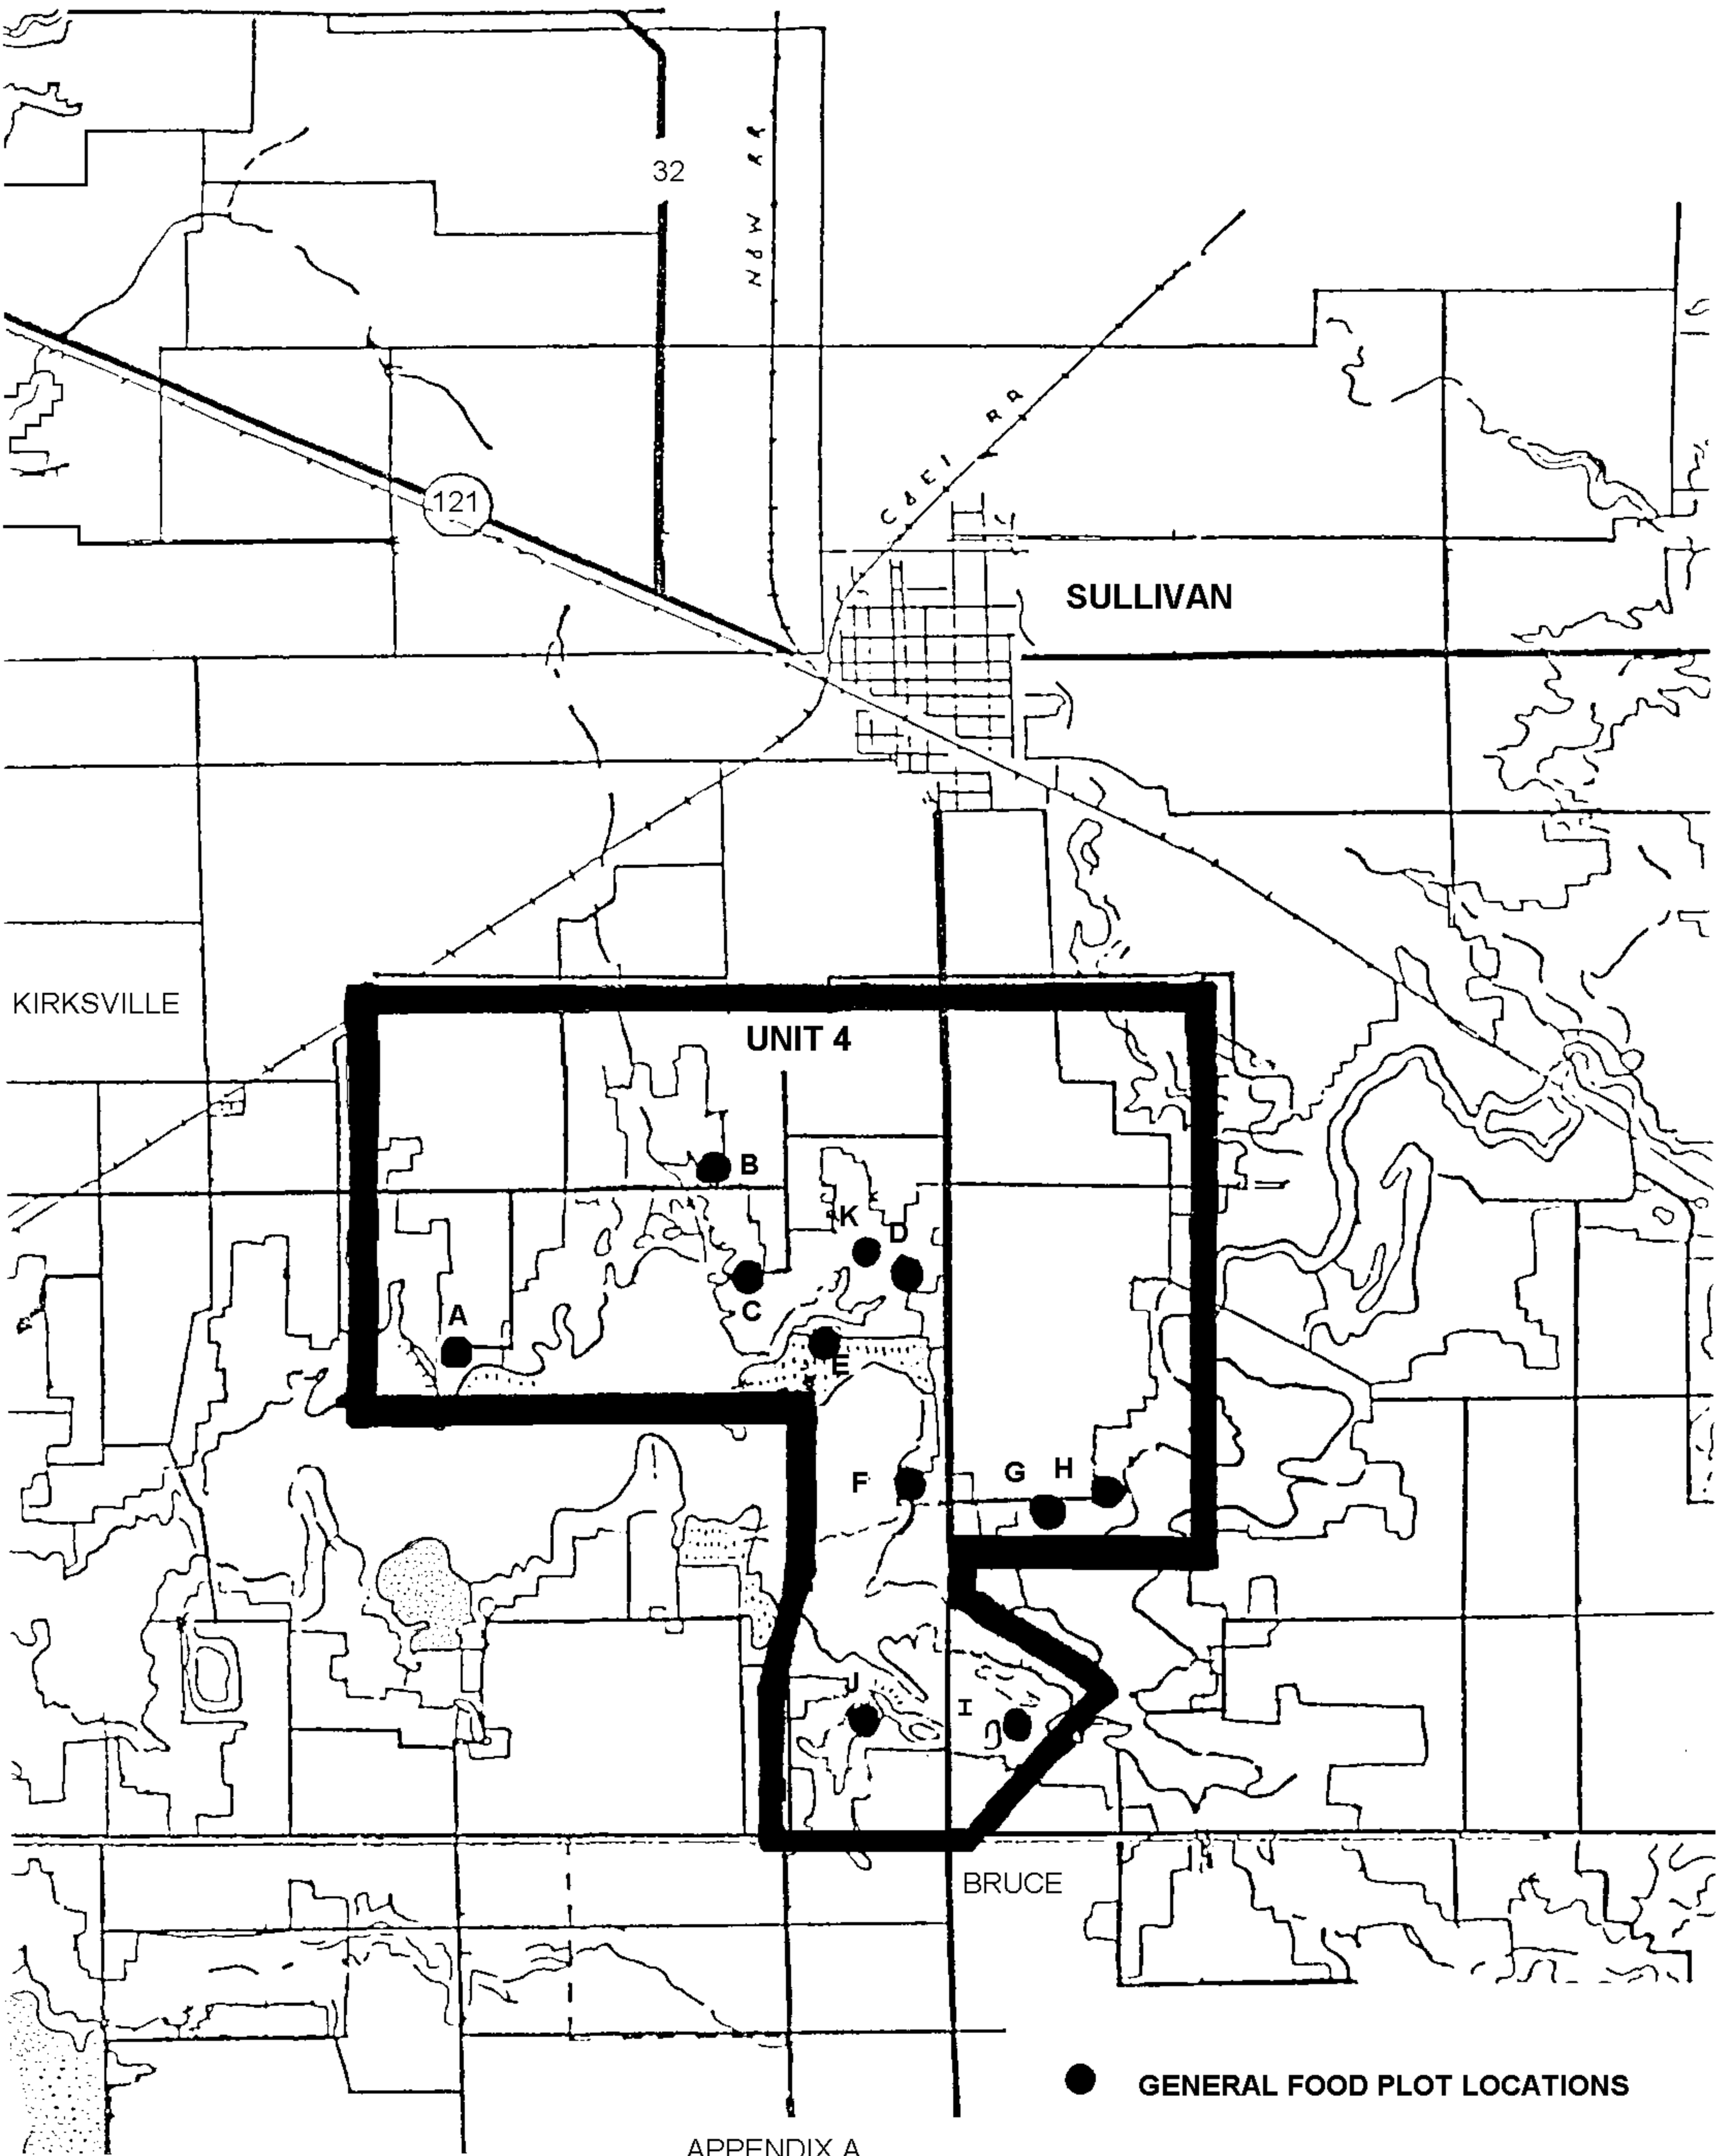 32
N&W RR
C&EI RR
121
SULLIVAN
KIRKSVILLE
UNIT 4
B
K
D
C
A
E
F
G
H
J
I
BRUCE
GENERAL FOOD PLOT LOCATIONS
APPENDIX A